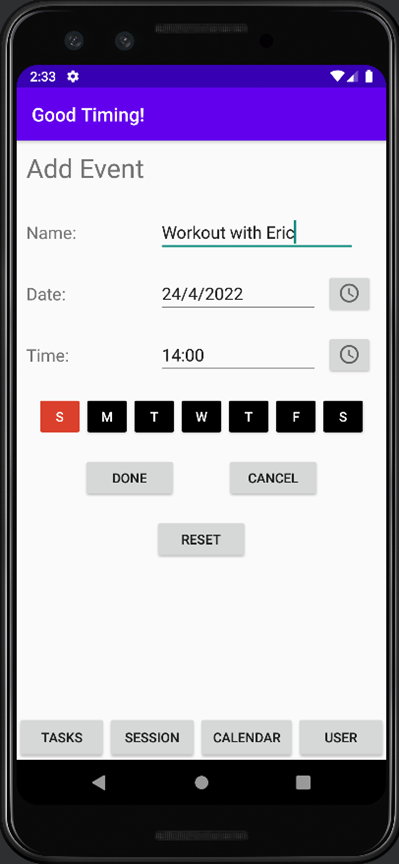 2:33
Good Timing!
Add Event
Name: Workout with Eric
Date: 24/4/2022
Time: 14:00
S M T W T F S
DONE CANCEL
RESET
TASKS SESSION CALENDAR USER